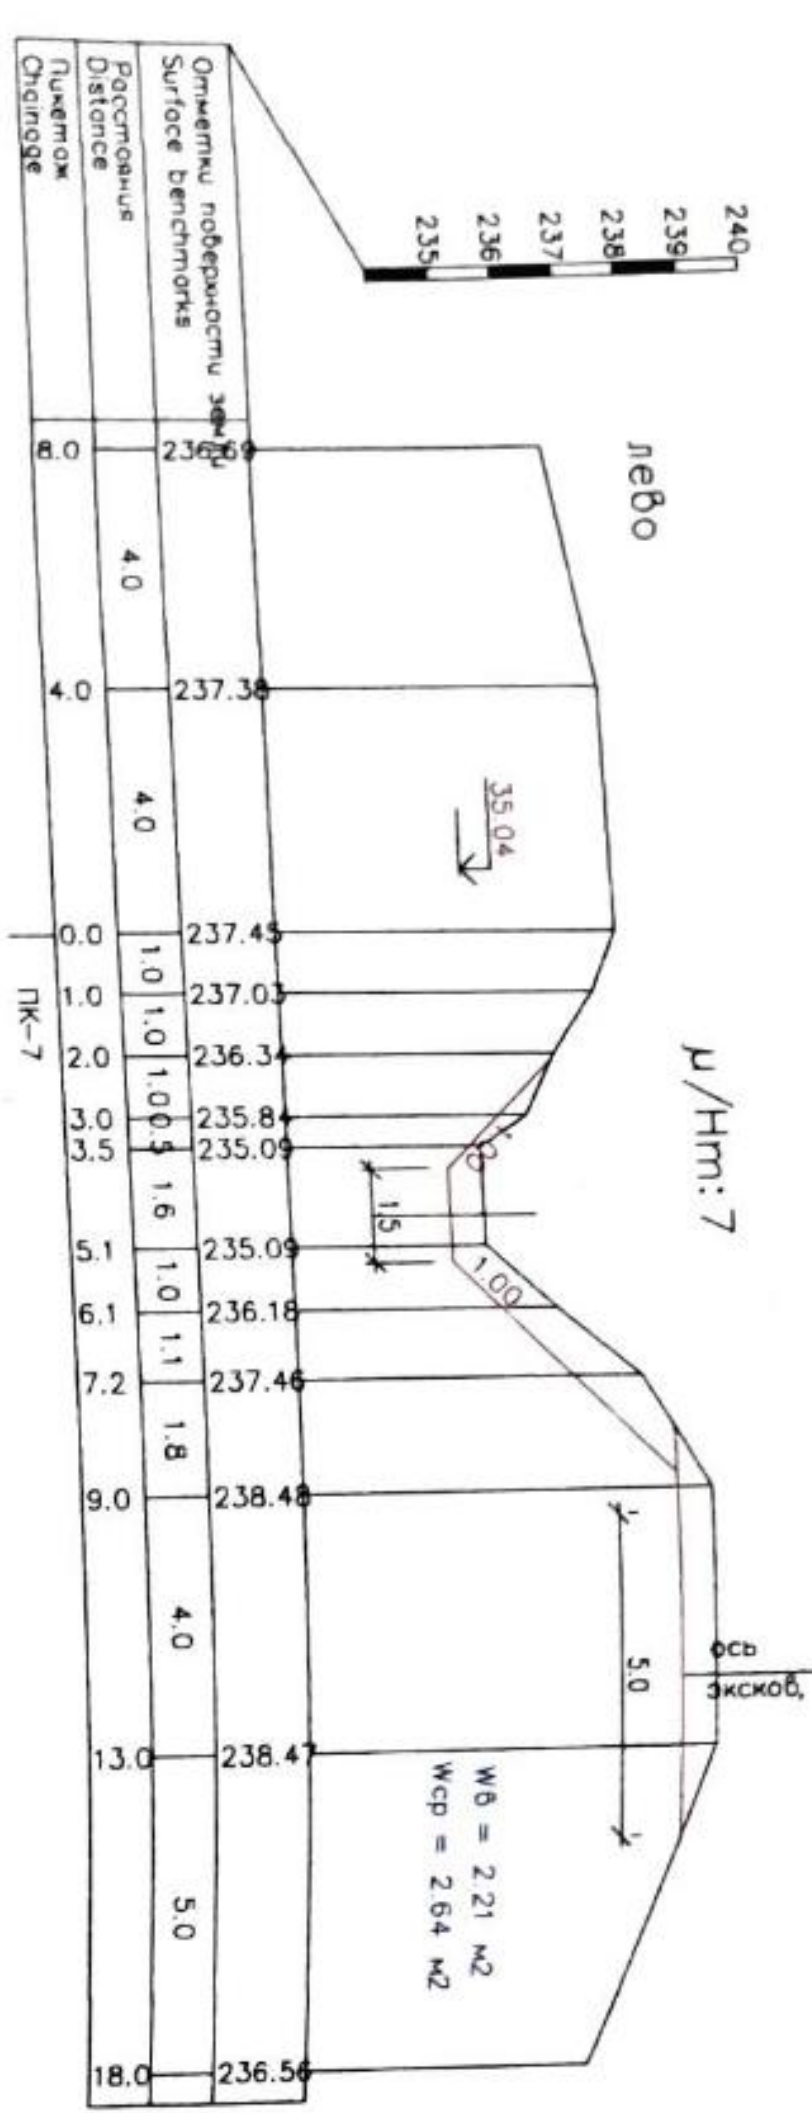 μ/Hm: 7
лево
240
239
238
237
236
235
35.04
1.00
1,5
5.0
ось
эксков,
Wв = 2.21 м2
Wср = 2.64 м2
Отметки поверхности земли
Surface benchmarks
236.69 237.38 237.45 237.03 236.34 235.84 235.09 235.09 236.18 237.46 238.48 238.47 236.56
Расстояния
Distance
4.0 4.0 1.0 1.0 1.0 0.5 1.6 1.0 1.1 1.8 4.0 5.0
Пикетаж
Chainage
8.0 4.0 0.0 1.0 2.0 3.0 3.5 5.1 6.1 7.2 9.0 13.0 18.0
ПК-7